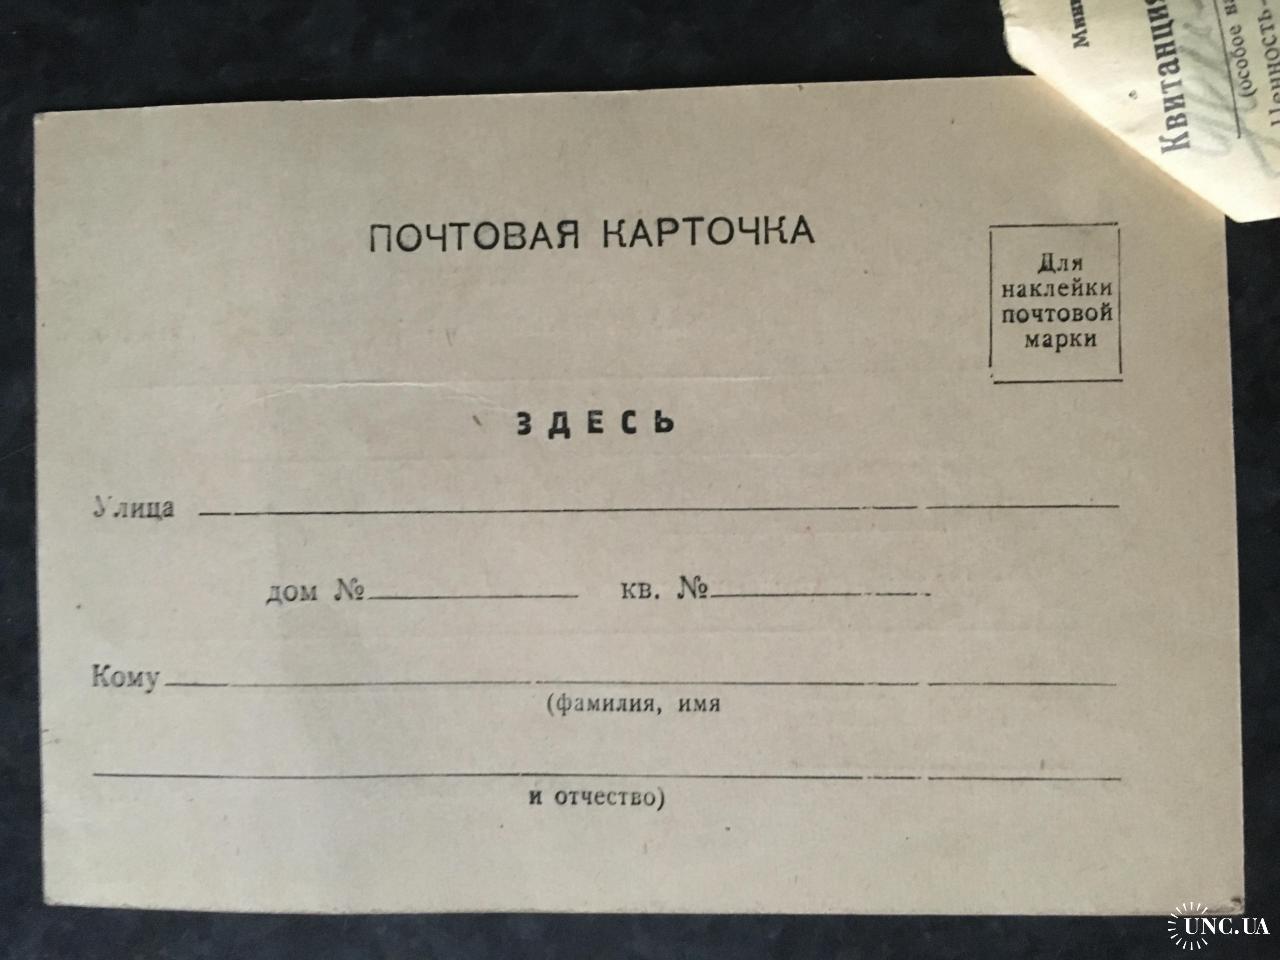 ПОЧТОВАЯ КАРТОЧКА
Для
наклейки
почтовой
марки
ЗДЕСЬ
Улица
дом № кв. №
Кому
(фамилия, имя
и отчество)
Квитанция
(особое
UNC.UA